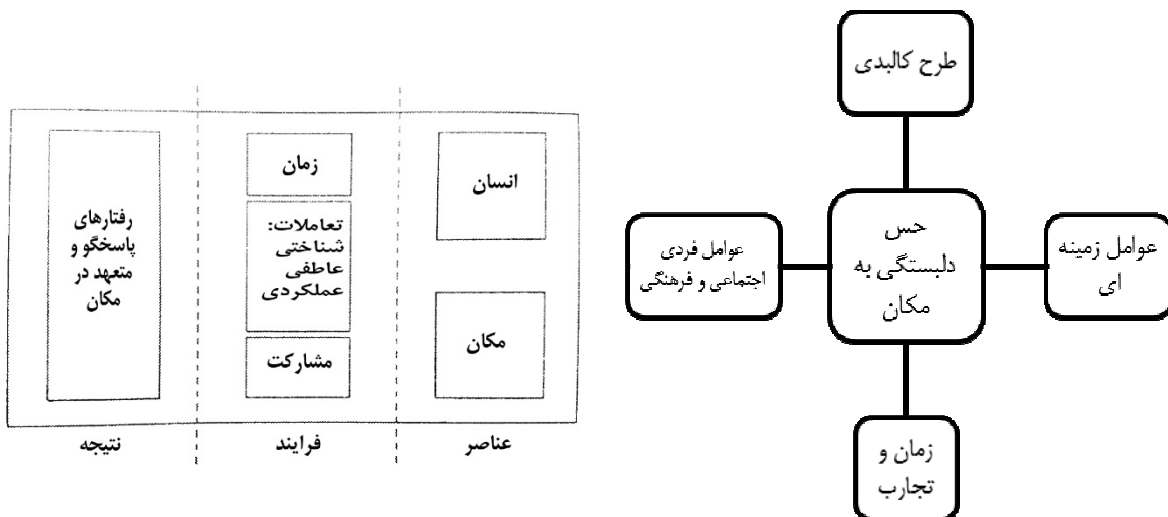 طرح کالبدی
حس
دلبستگی به
مکان
عوامل زمینه
ای
عوامل فردی
اجتماعی و فرهنگی
زمان و
تجارب
انسان
مکان
عناصر
زمان
تعاملات:
شناختی
عاطفی
عملکردی
مشارکت
فرایند
رفتارهای
پاسخگو و
متعهد در
مکان
نتیجه